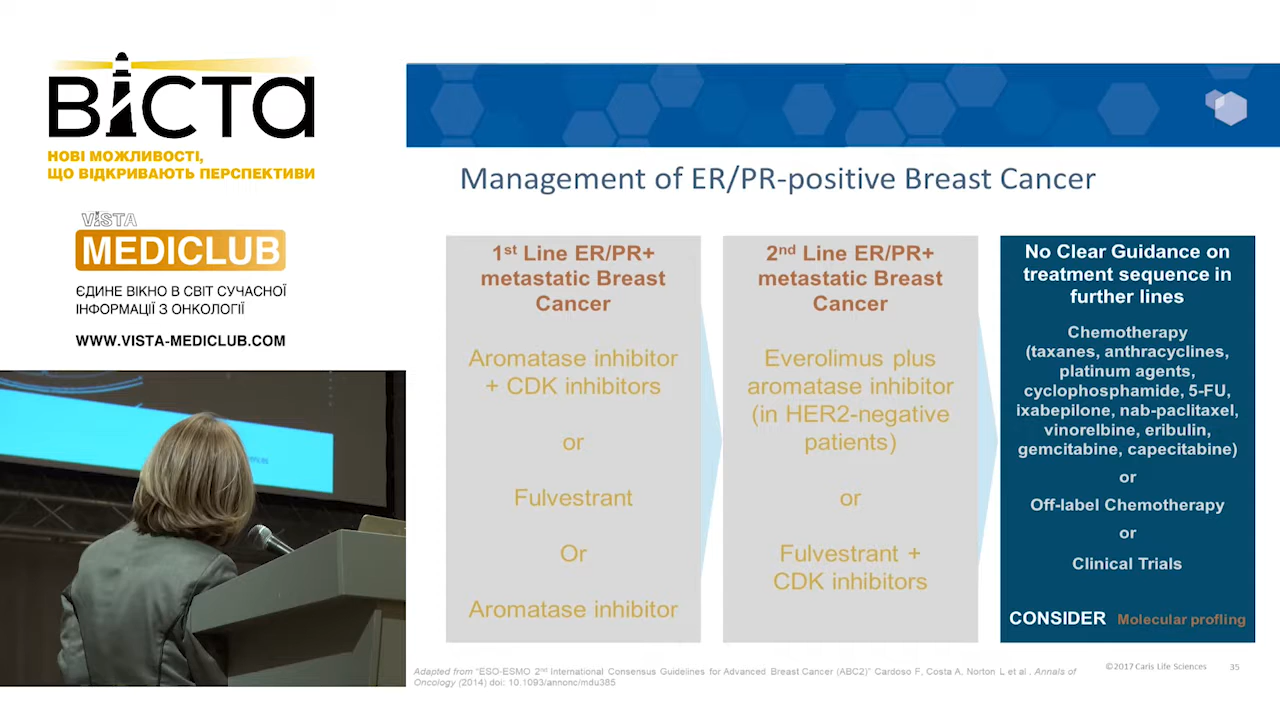 ВІСТА
НОВІ МОЖЛИВОСТІ,
ЩО ВІДКРИВАЮТЬ ПЕРСПЕКТИВИ
VISTA
MEDICLUB
ЄДИНЕ ВІКНО В СВІТ СУЧАСНОЇ
ІНФОРМАЦІЇ З ОНКОЛОГІЇ
WWW.VISTA-MEDICLUB.COM
Management of ER/PR-positive Breast Cancer
1st Line ER/PR+
metastatic Breast
Cancer
Aromatase inhibitor
+ CDK inhibitors
or
Fulvestrant
Or
Aromatase inhibitor
2nd Line ER/PR+
metastatic Breast
Cancer
Everolimus plus
aromatase inhibitor
(in HER2-negative
patients)
or
Fulvestrant +
CDK inhibitors
No Clear Guidance on
treatment sequence in
further lines
Chemotherapy
(taxanes, anthracyclines,
platinum agents,
cyclophosphamide, 5-FU,
ixabepilone, nab-paclitaxel,
vinorelbine, eribulin,
gemcitabine, capecitabine)
or
Off-label Chemotherapy
or
Clinical Trials
CONSIDER Molecular profling
Adapted from "ESO-ESMO 2nd International Consensus Guidelines for Advanced Breast Cancer (ABC2)" Cardoso F, Costa A, Norton L et al . Annals of
Oncology (2014) doi: 10.1093/annonc/mdu385
©2017 Caris Life Sciences 35